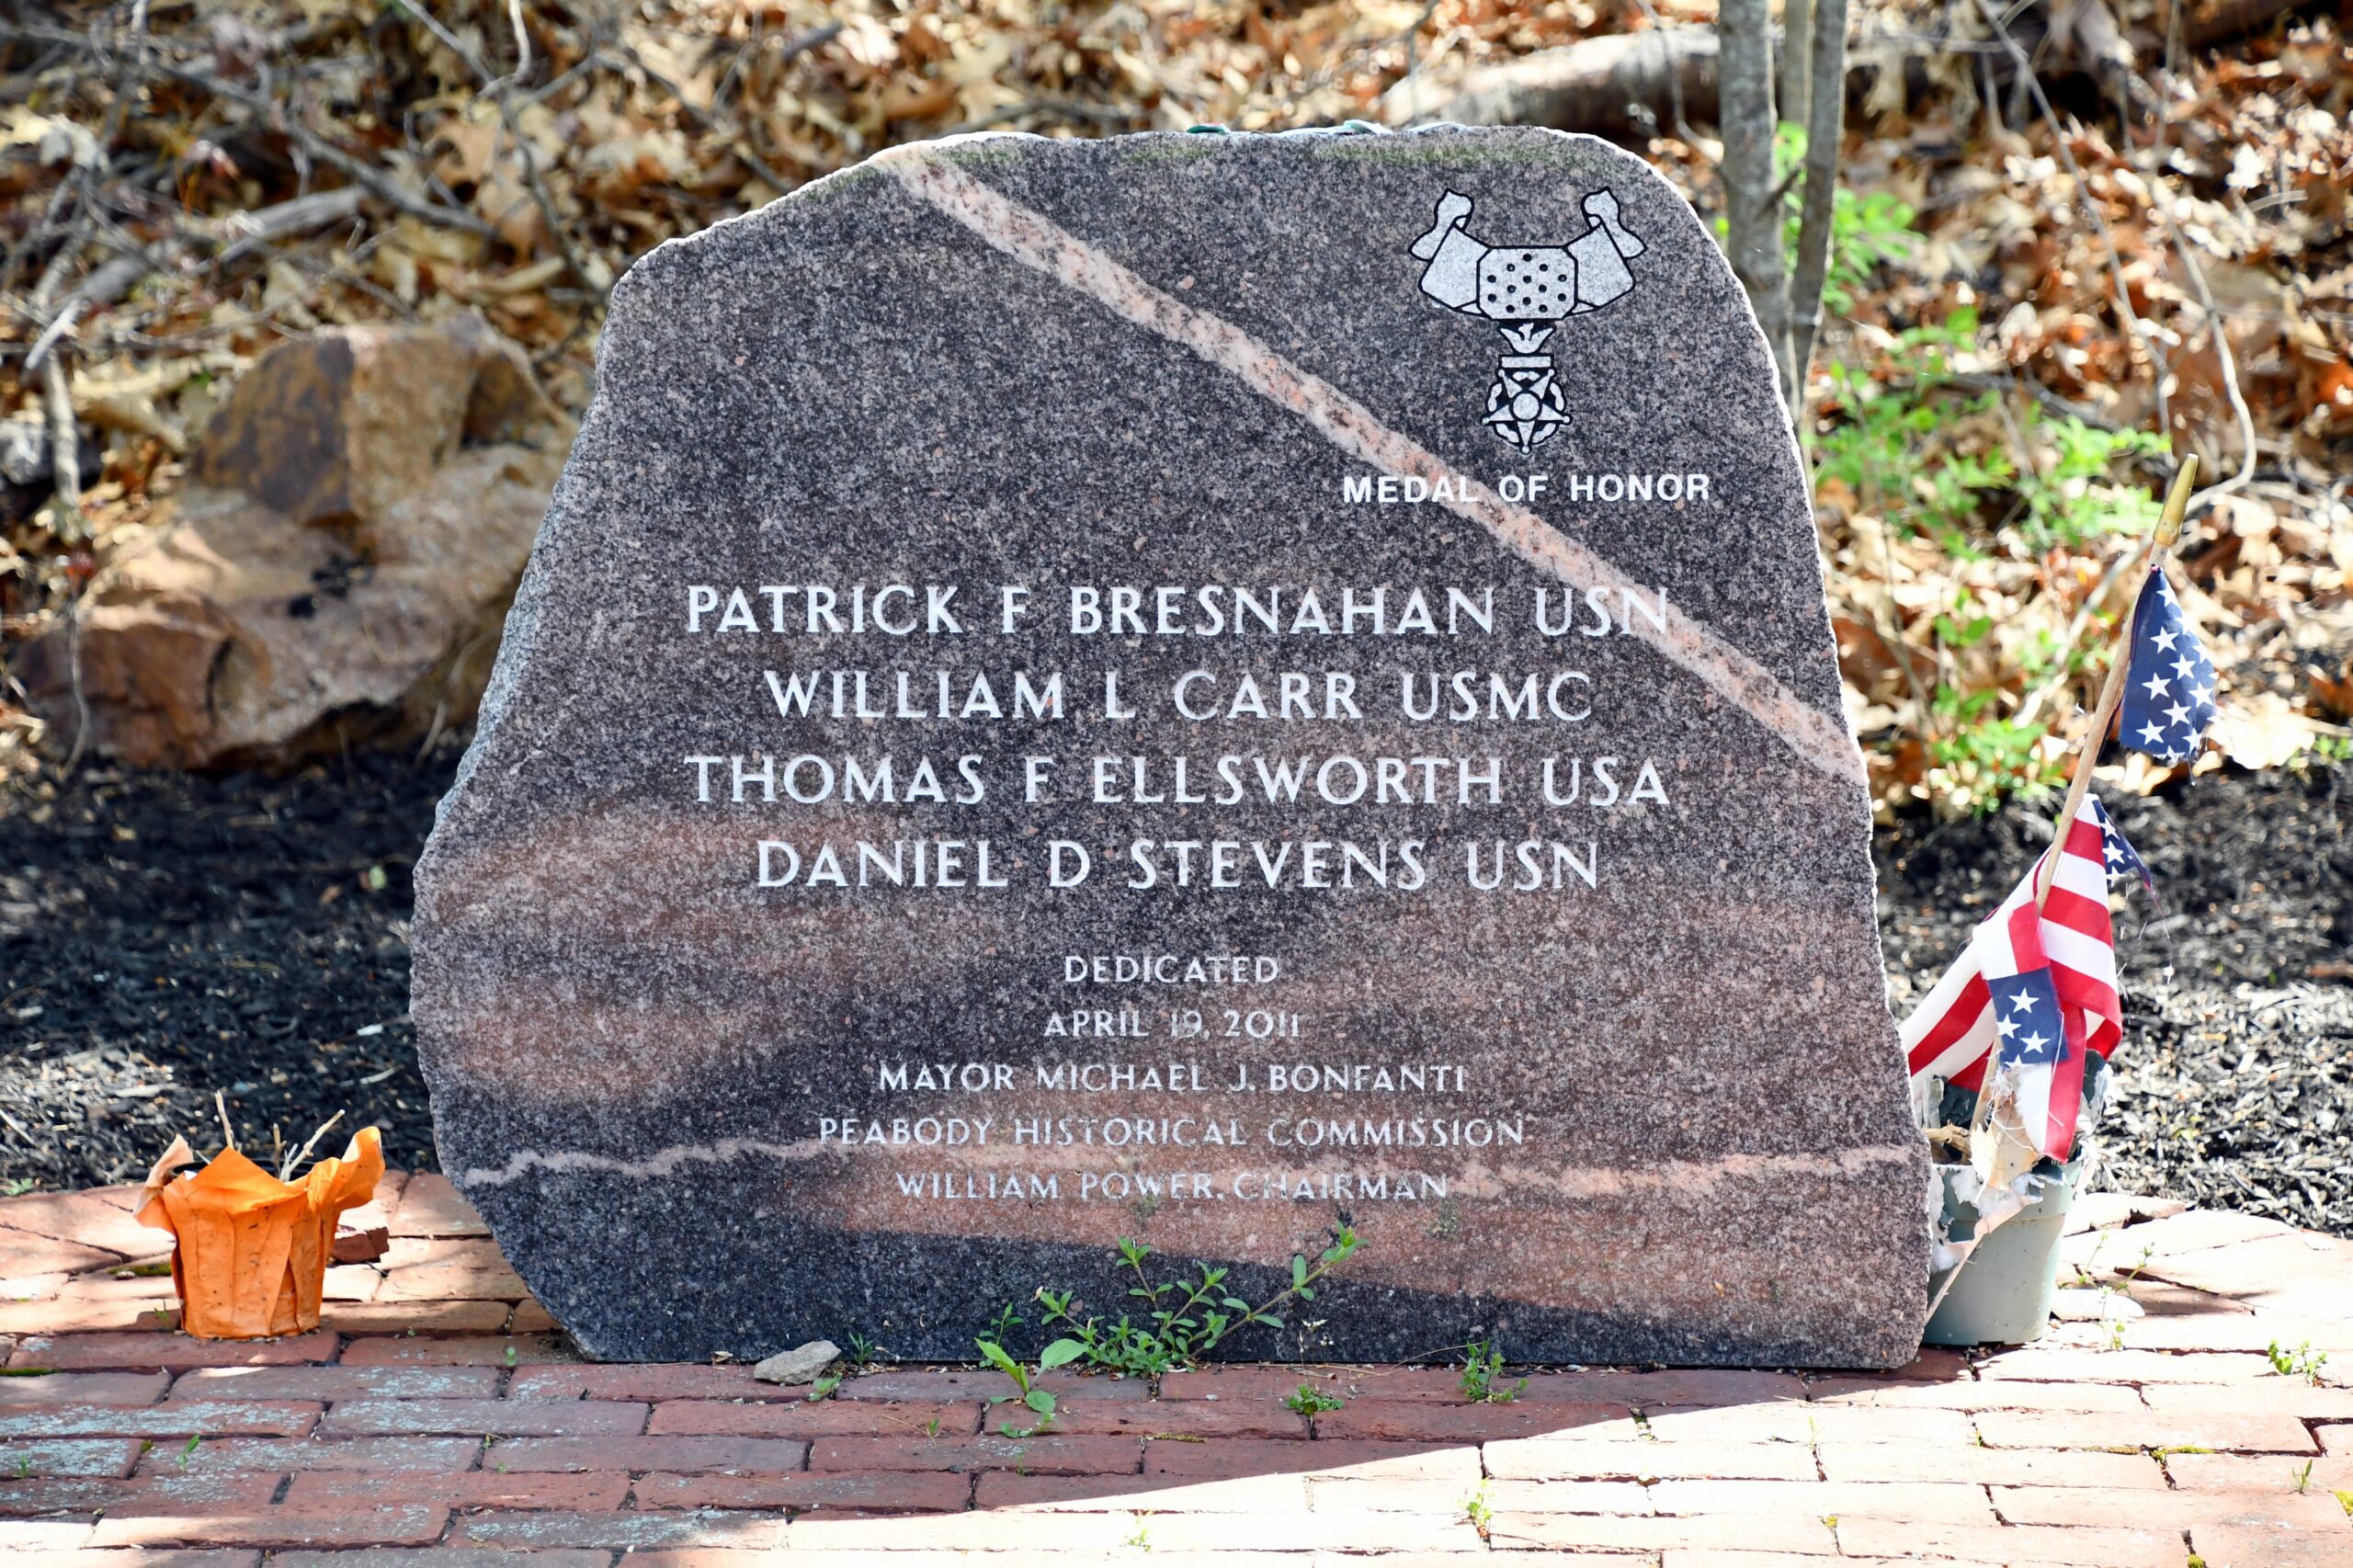 MEDAL OF HONOR
PATRICK F BRESNAHAN USN
WILLIAM L CARR USMC
THOMAS F ELLSWORTH USA
DANIEL D STEVENS USN
DEDICATED
APRIL 19, 2011
MAYOR MICHAEL J. BONFANTI
PEABODY HISTORICAL COMMISSION
WILLIAM POWER, CHAIRMAN